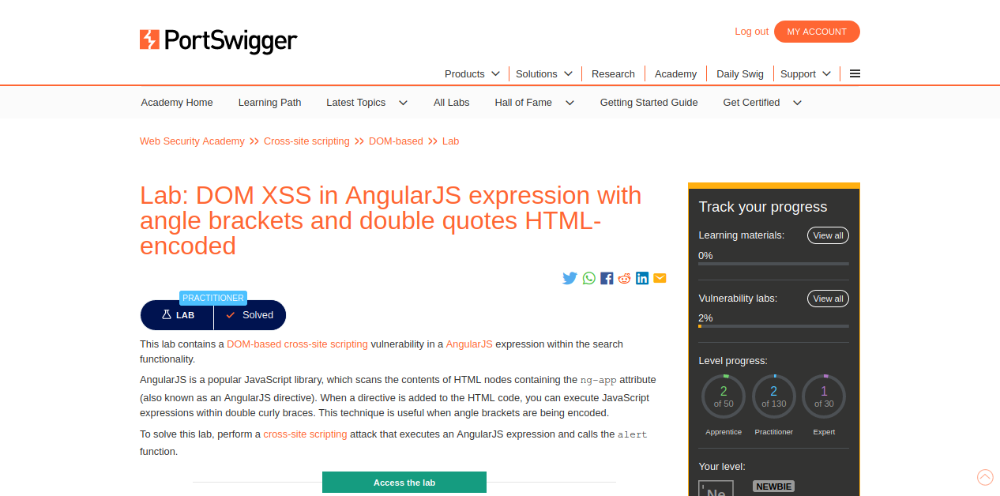 PortSwigger
Log out MY ACCOUNT
Products Solutions Research Academy Daily Swig Support
Academy Home Learning Path Latest Topics All Labs Hall of Fame Getting Started Guide Get Certified
Web Security Academy Cross-site scripting DOM-based Lab
Lab: DOM XSS in AngularJS expression with
angle brackets and double quotes HTML-
encoded
PRACTITIONER
LAB Solved
This lab contains a DOM-based cross-site scripting vulnerability in a AngularJS expression within the search
functionality.
AngularJS is a popular JavaScript library, which scans the contents of HTML nodes containing the ng-app attribute
(also known as an AngularJS directive). When a directive is added to the HTML code, you can execute JavaScript
expressions within double curly braces. This technique is useful when angle brackets are being encoded.
To solve this lab, perform a cross-site scripting attack that executes an AngularJS expression and calls the alert
function.
Access the lab
Track your progress
Learning materials: View all
0%
Vulnerability labs: View all
2%
Level progress:
2 2 1
of 50 of 130 of 30
Apprentice Practitioner Expert
Your level:
Ne NEWBIE